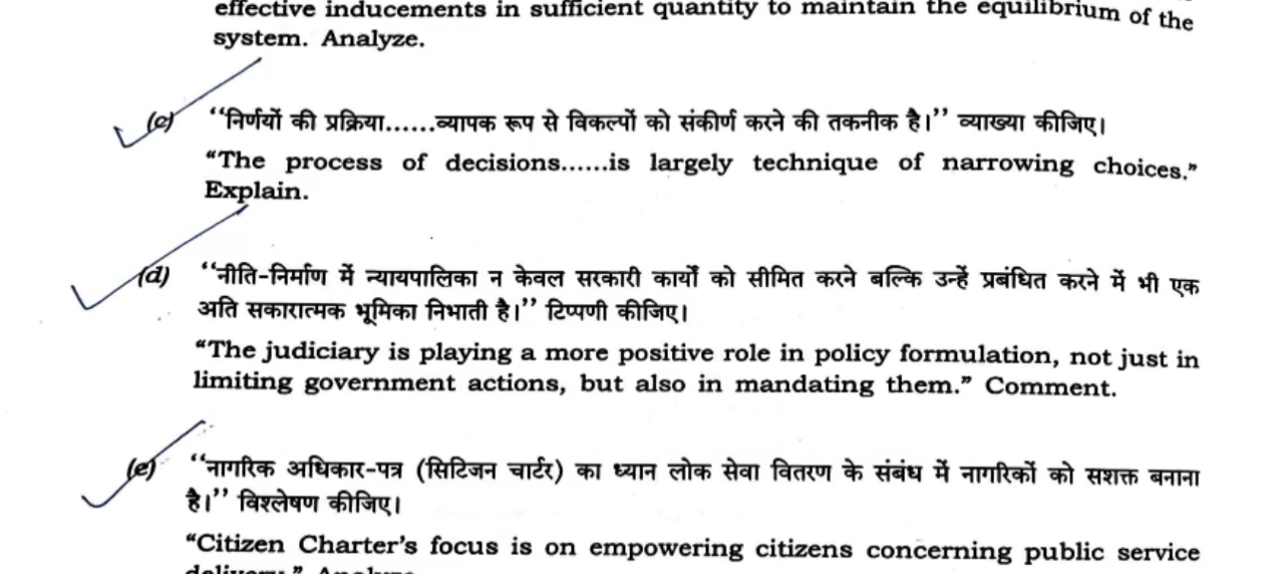 effective inducements in sufficient quantity to maintain the equilibrium of the
system. Analyze.
(c) “निर्णयों की प्रक्रिया......व्यापक रूप से विकल्पों को संकीर्ण करने की तकनीक है।” व्याख्या कीजिए।
“The process of decisions......is largely technique of narrowing choices.”
Explain.
(d) “नीति-निर्माण में न्यायपालिका न केवल सरकारी कार्यों को सीमित करने बल्कि उन्हें प्रबंधित करने में भी एक
अति सकारात्मक भूमिका निभाती है।” टिप्पणी कीजिए।
“The judiciary is playing a more positive role in policy formulation, not just in
limiting government actions, but also in mandating them.” Comment.
(e) “नागरिक अधिकार-पत्र (सिटिजन चार्टर) का ध्यान लोक सेवा वितरण के संबंध में नागरिकों को सशक्त बनाना
है।” विश्लेषण कीजिए।
“Citizen Charter’s focus is on empowering citizens concerning public service